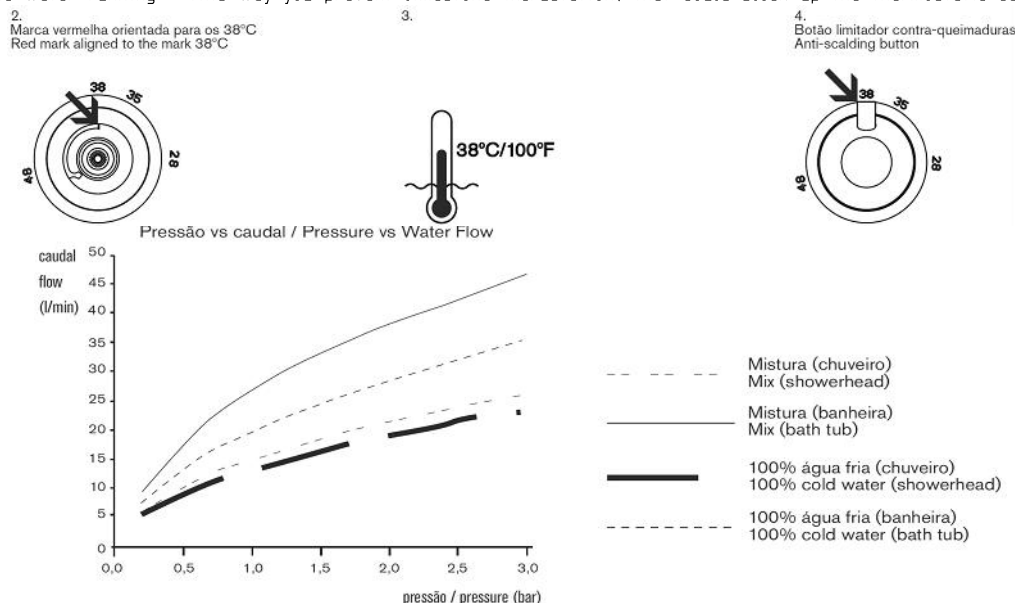 2.
Marca vermelha orientada para os 38ºC
Red mark aligned to the mark 38ºC
3.
4.
Botão limitador contra-queimaduras
Anti-scalding button
38
35
28
48
38ºC/100ºF
38
35
28
48
Pressão vs caudal / Pressure vs Water Flow
caudal
flow
(l/min)
50
45
40
35
30
25
20
15
10
5
0
0,0
0,5
1,0
1,5
2,0
2,5
3,0
pressão / pressure (bar)
Mistura (chuveiro)
Mix (showerhead)
Mistura (banheira)
Mix (bath tub)
100% água fria (chuveiro)
100% cold water (showerhead)
100% água fria (banheira)
100% cold water (bath tub)